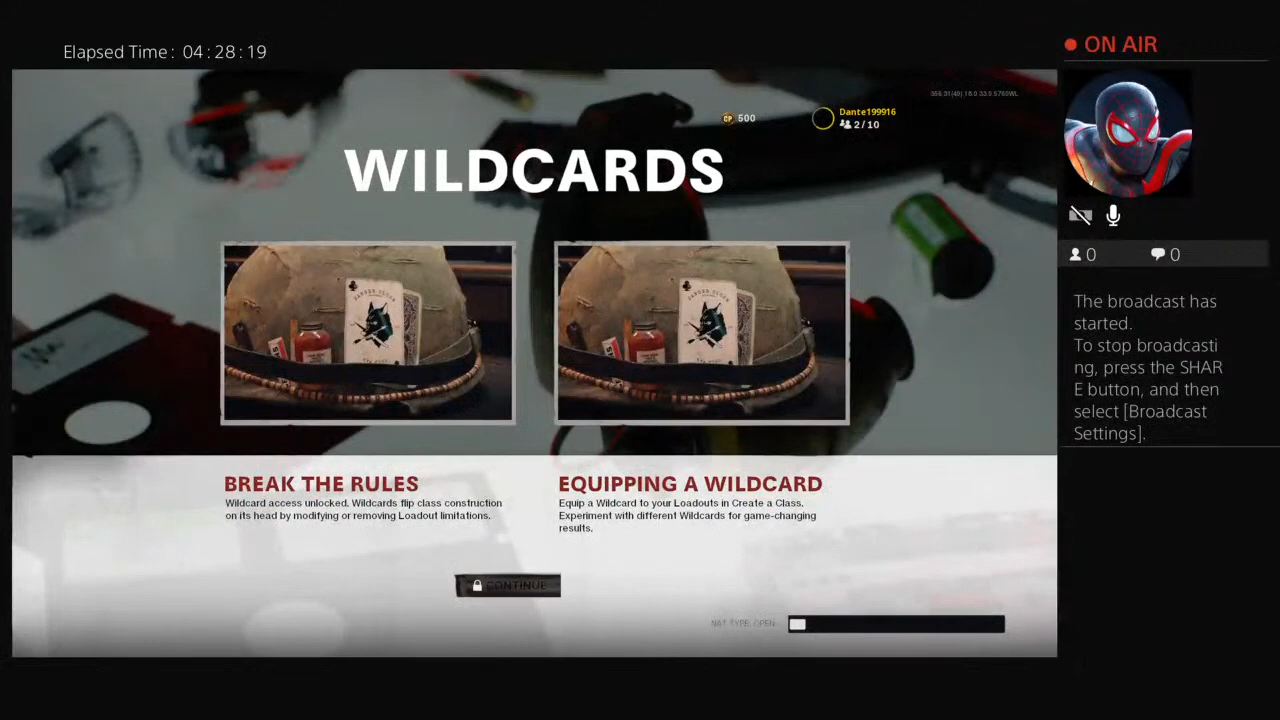 Elapsed Time: 04:28:19
ON AIR
CP 500
Dante199916
2 / 10
WILDCARDS
0 0
The broadcast has
started.
To stop broadcasti
ng, press the SHAR
E button, and then
select [Broadcast
Settings].
BREAK THE RULES
Wildcard access unlocked. Wildcards flip class construction
on its head by modifying or removing Loadout limitations.
EQUIPPING A WILDCARD
Equip a Wildcard to your Loadouts in Create a Class.
Experiment with different Wildcards for game-changing
results.
CONTINUE
NAT TYPE: OPEN